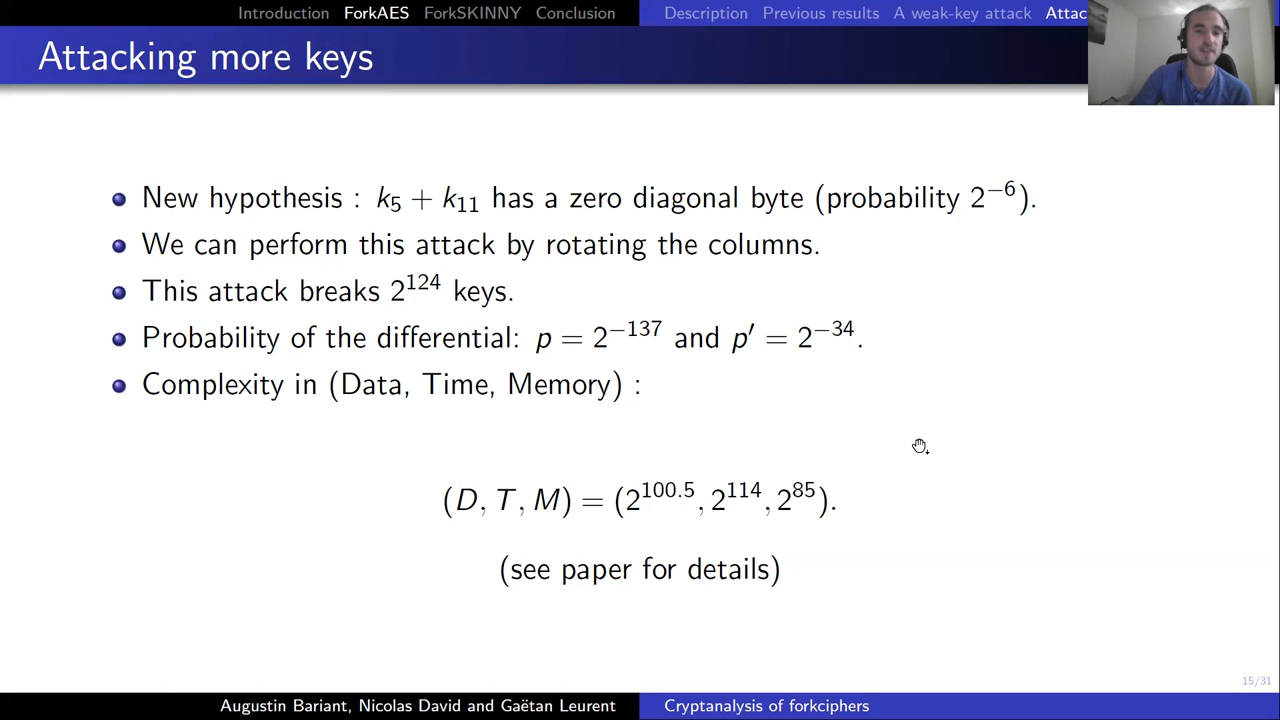 Introduction ForkAES ForkSKINNY Conclusion Description Previous results A weak-key attack Attac
Attacking more keys
New hypothesis : k₅ + k₁₁ has a zero diagonal byte (probability 2⁻⁶).
We can perform this attack by rotating the columns.
This attack breaks 2¹²⁴ keys.
Probability of the differential: p = 2⁻¹³⁷ and p′ = 2⁻³⁴.
Complexity in (Data, Time, Memory) :
(D, T, M) = (2^100.5, 2^114, 2^85).
(see paper for details)
15/31
Augustin Bariant, Nicolas David and Gaëtan Leurent Cryptanalysis of forkciphers